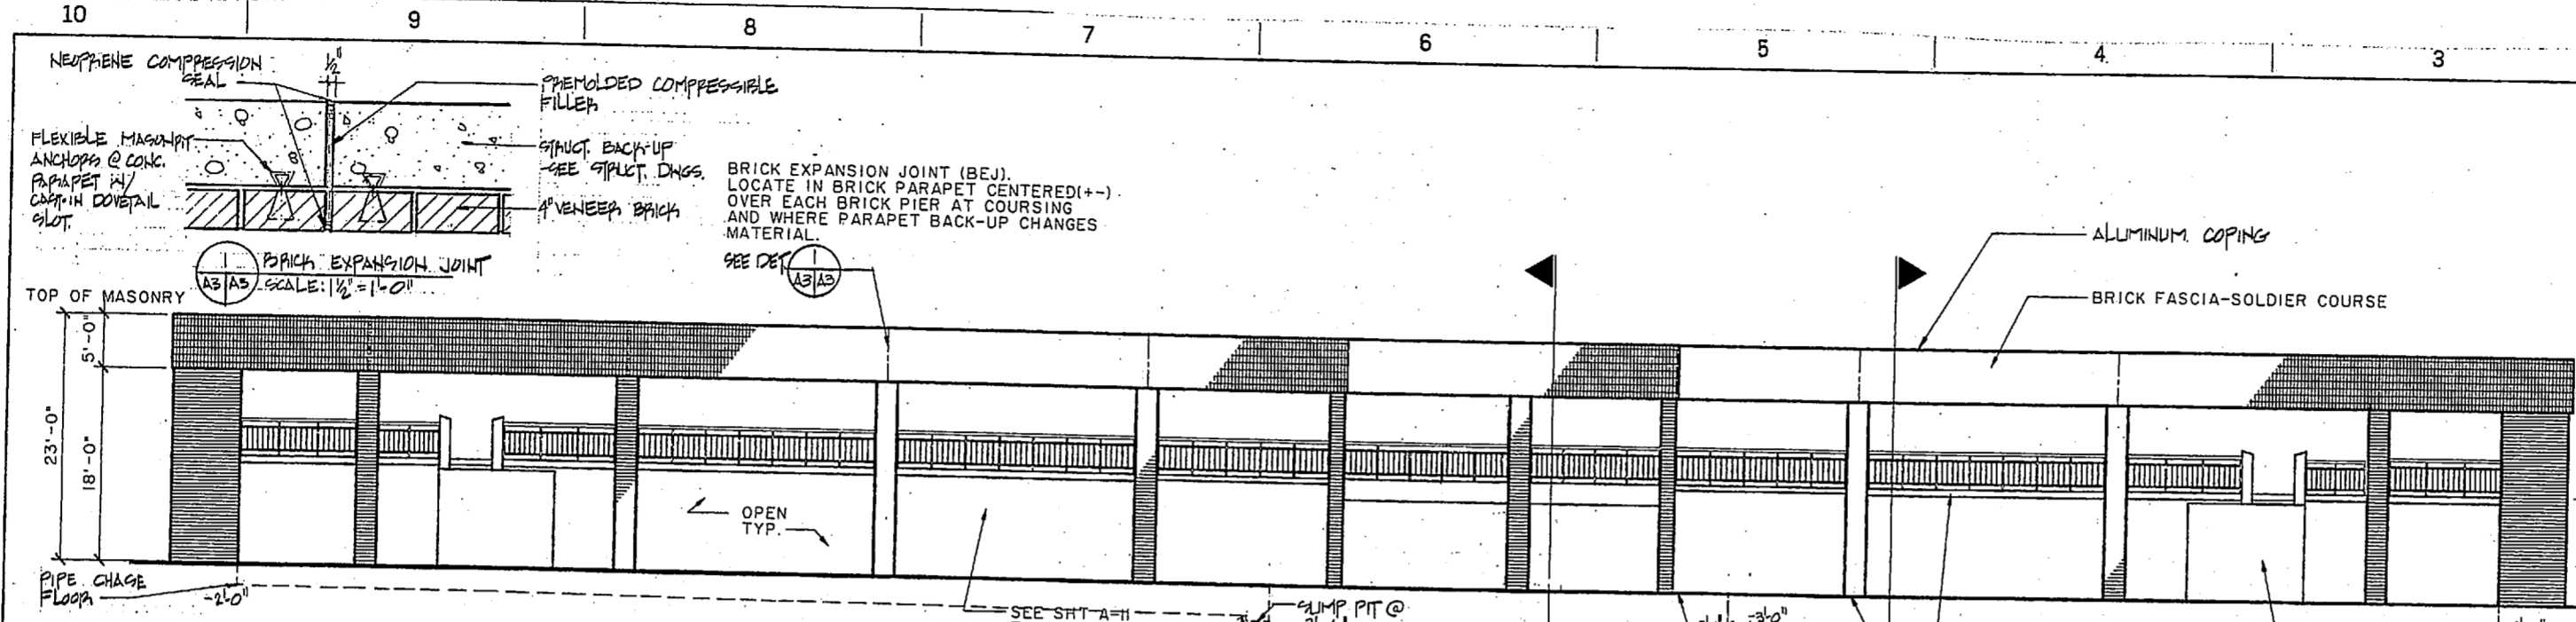 10 9 8 7 6 5 4 3
NEOPRENE COMPRESSION
SEAL
1/2"
PREMOLDED COMPRESSIBLE
FILLER
FLEXIBLE MASONRY
ANCHORS @ CONC.
PARAPET W/
CAST-IN DOVETAIL
SLOT.
STRUCT. BACK-UP
-SEE STRUCT. DWGS.
4" VENEER BRICK
BRICK EXPANSION JOINT (BEJ).
LOCATE IN BRICK PARAPET CENTERED(+-)
OVER EACH BRICK PIER AT COURSING
AND WHERE PARAPET BACK-UP CHANGES
MATERIAL.
SEE DET.
1
A3 A3
1
A3 A3
BRICK EXPANSION JOINT
SCALE: 1 1/2" = 1'-0"
ALUMINUM COPING
BRICK FASCIA-SOLDIER COURSE
TOP OF MASONRY
5'-0"
23'-0"
18'-0"
OPEN
TYP.
PIPE CHASE
FLOOR
-2'-0"
SEE SHT A-11
SUMP PIT @
-3'-0"